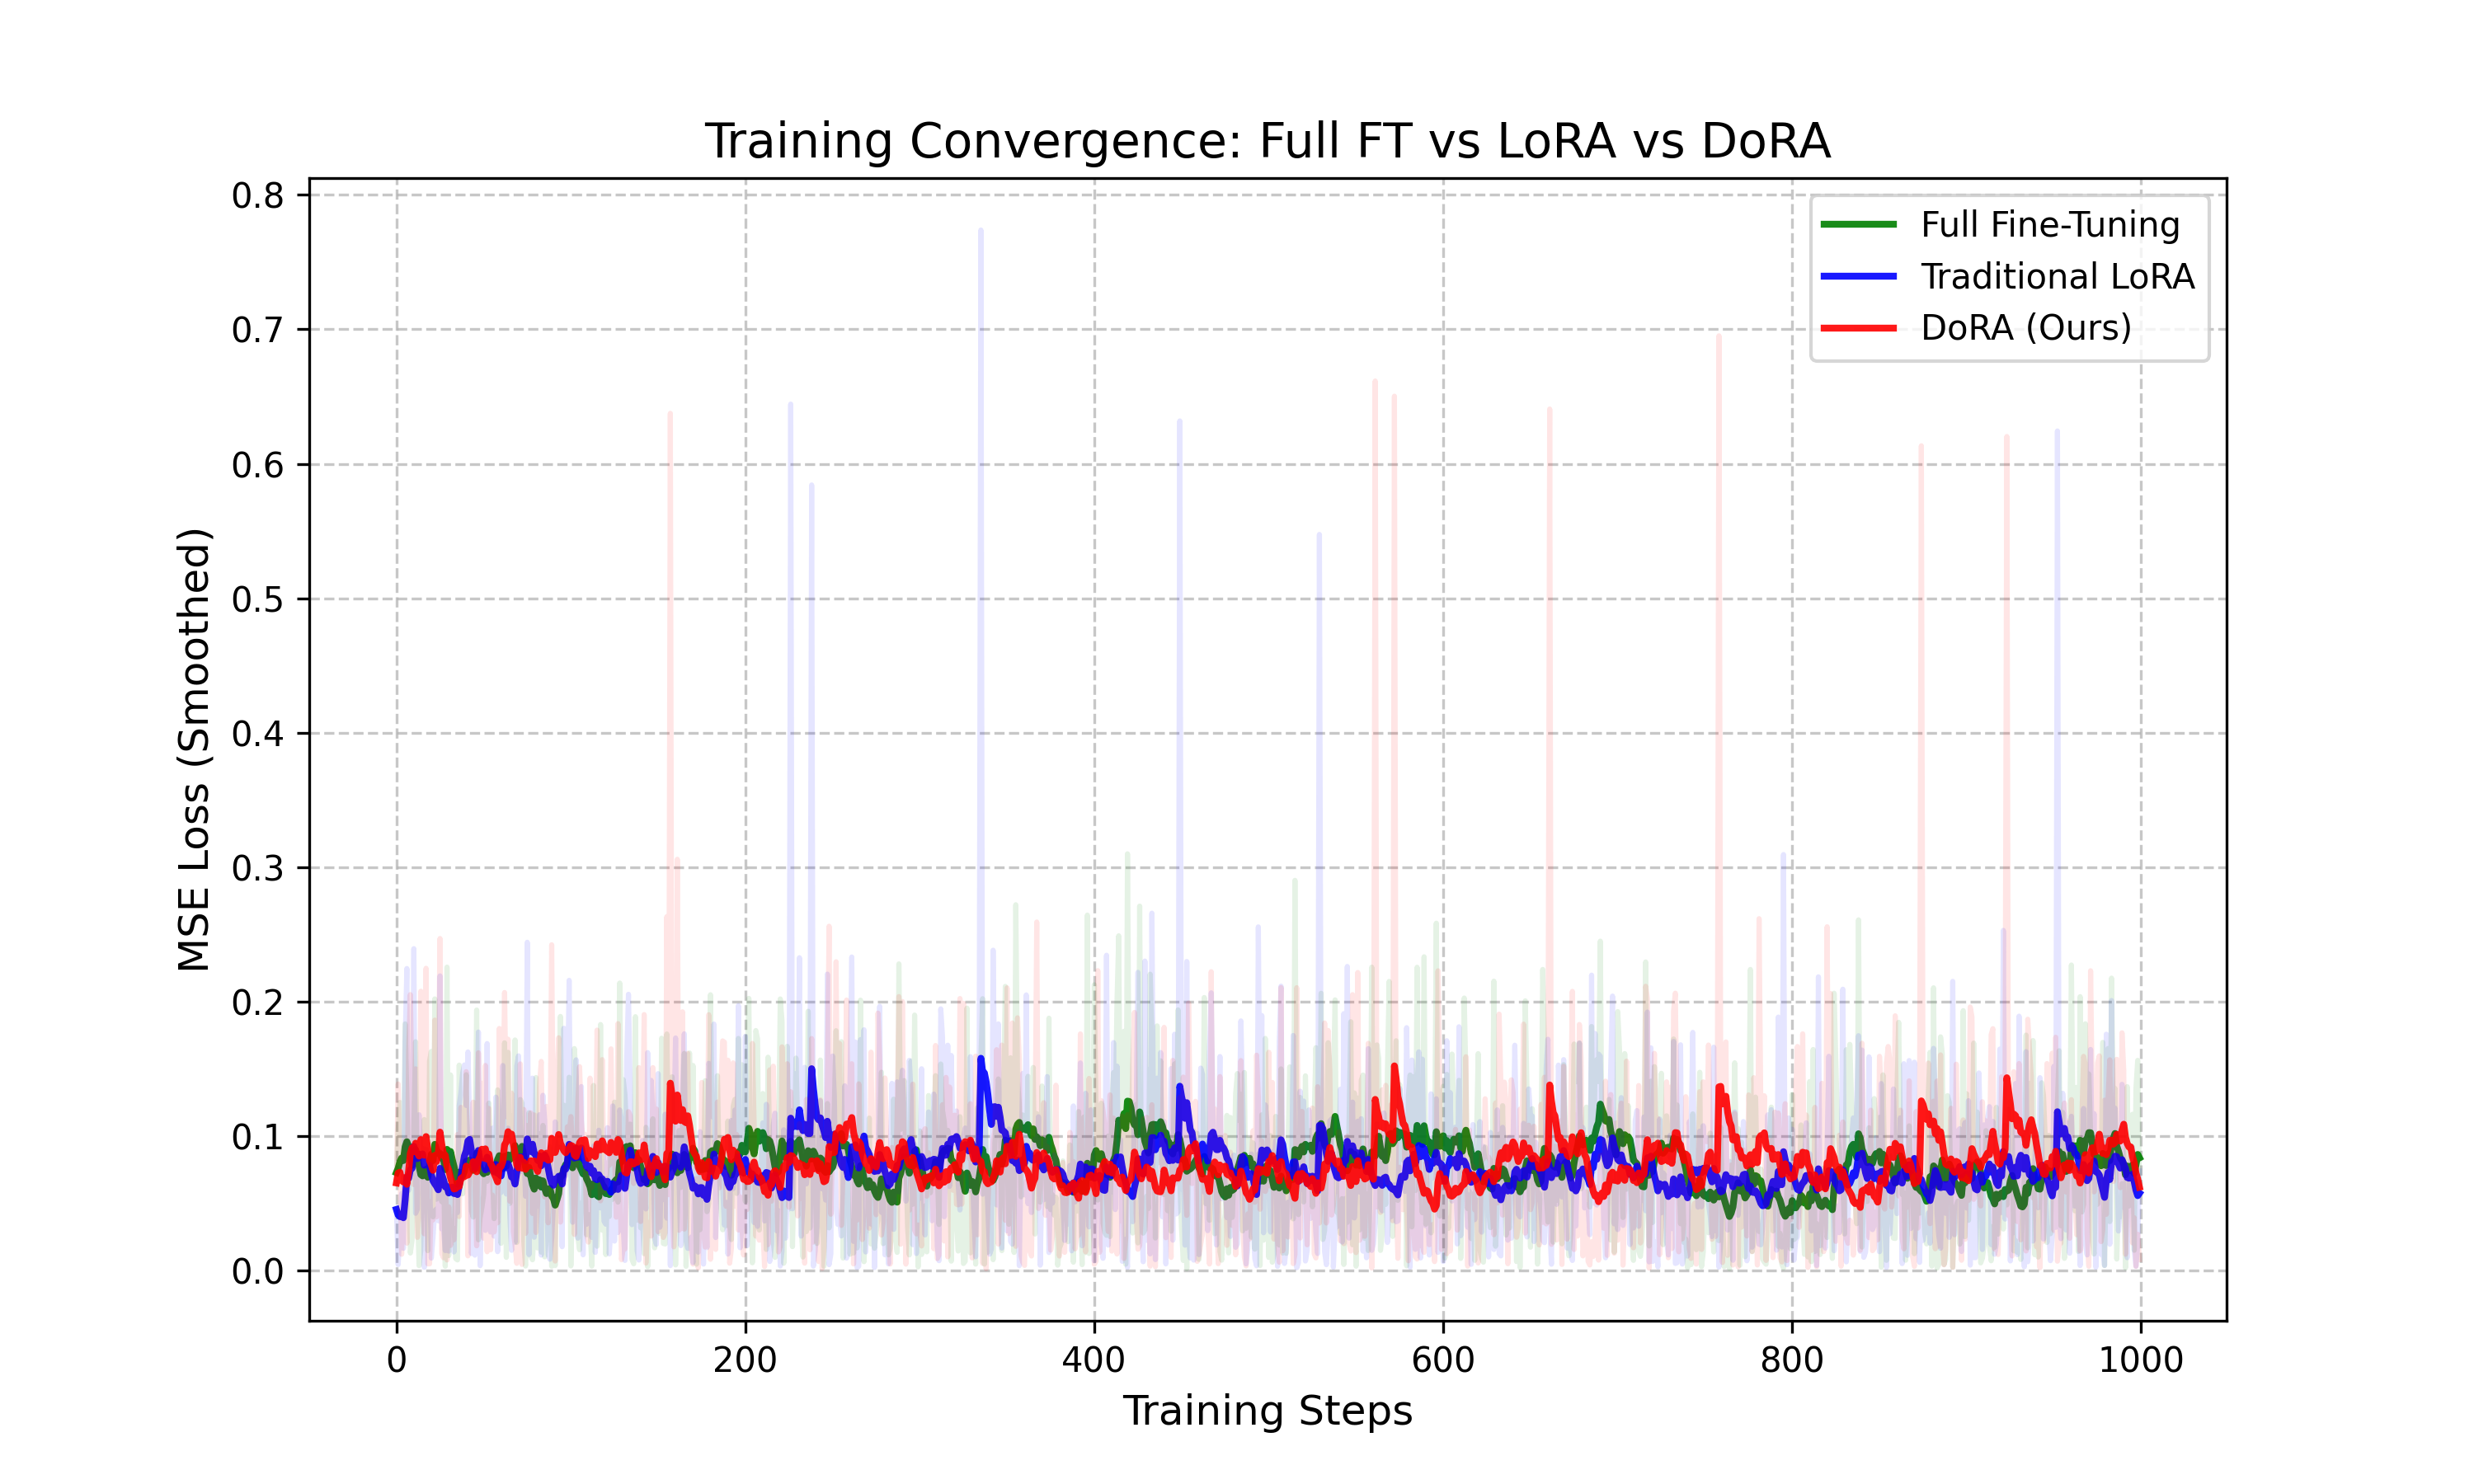 Training Convergence: Full FT vs LoRA vs DoRA
Full Fine-Tuning
Traditional LoRA
DoRA (Ours)
MSE Loss (Smoothed)
0.8
0.7
0.6
0.5
0.4
0.3
0.2
0.1
0.0
0 200 400 600 800 1000
Training Steps